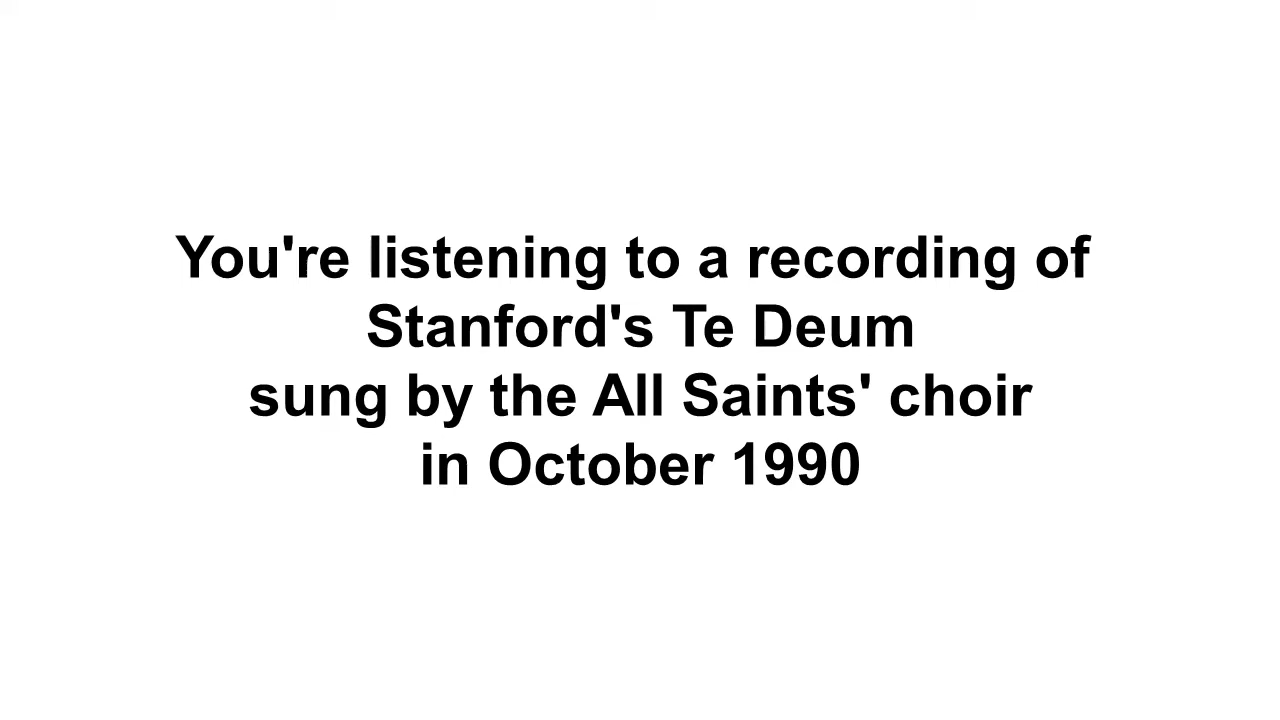 You're listening to a recording of
Stanford's Te Deum
sung by the All Saints' choir
in October 1990